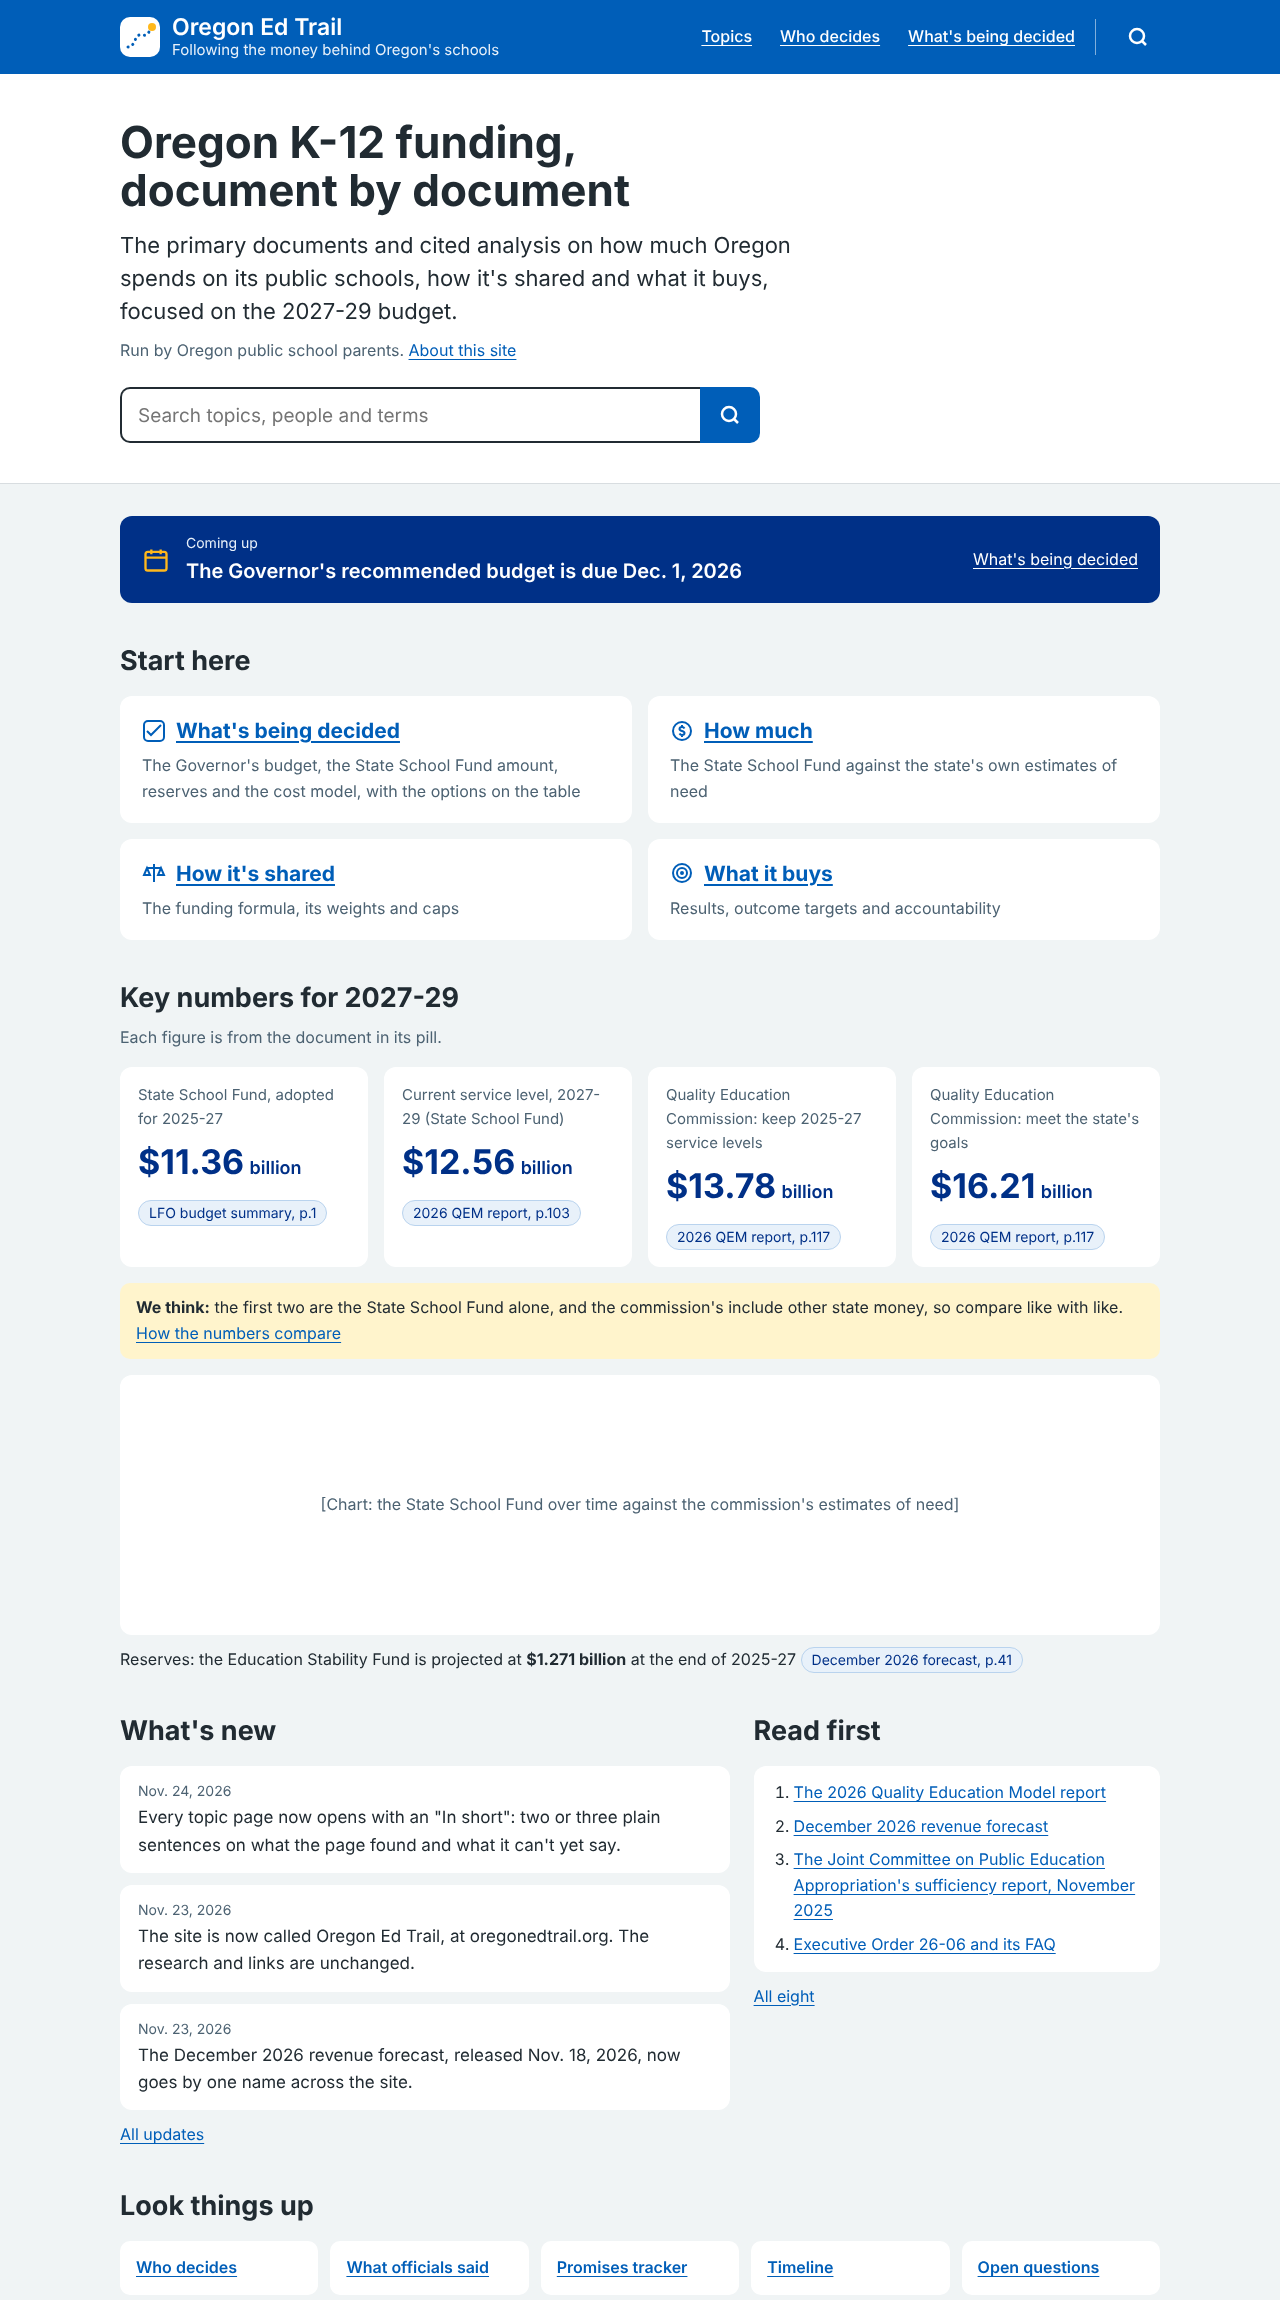 Oregon Ed Trail
Following the money behind Oregon's schools
Topics
Who decides
What's being decided
Oregon K-12 funding,
document by document
The primary documents and cited analysis on how much Oregon
spends on its public schools, how it's shared and what it buys,
focused on the 2027-29 budget.
Run by Oregon public school parents. About this site
Search topics, people and terms
Coming up
The Governor's recommended budget is due Dec. 1, 2026
What's being decided
Start here
What's being decided
The Governor's budget, the State School Fund amount,
reserves and the cost model, with the options on the table
How much
The State School Fund against the state's own estimates of
need
How it's shared
The funding formula, its weights and caps
What it buys
Results, outcome targets and accountability
Key numbers for 2027-29
Each figure is from the document in its pill.
State School Fund, adopted
for 2025-27
$11.36 billion
LFO budget summary, p.1
Current service level, 2027-
29 (State School Fund)
$12.56 billion
2026 QEM report, p.103
Quality Education
Commission: keep 2025-27
service levels
$13.78 billion
2026 QEM report, p.117
Quality Education
Commission: meet the state's
goals
$16.21 billion
2026 QEM report, p.117
We think: the first two are the State School Fund alone, and the commission's include other state money, so compare like with like.
How the numbers compare
[Chart: the State School Fund over time against the commission's estimates of need]
Reserves: the Education Stability Fund is projected at $1.271 billion at the end of 2025-27 December 2026 forecast, p.41
What's new
Nov. 24, 2026
Every topic page now opens with an "In short": two or three plain
sentences on what the page found and what it can't yet say.
Nov. 23, 2026
The site is now called Oregon Ed Trail, at oregonedtrail.org. The
research and links are unchanged.
Nov. 23, 2026
The December 2026 revenue forecast, released Nov. 18, 2026, now
goes by one name across the site.
All updates
Read first
1. The 2026 Quality Education Model report
2. December 2026 revenue forecast
3. The Joint Committee on Public Education
Appropriation's sufficiency report, November
2025
4. Executive Order 26-06 and its FAQ
All eight
Look things up
Who decides
What officials said
Promises tracker
Timeline
Open questions